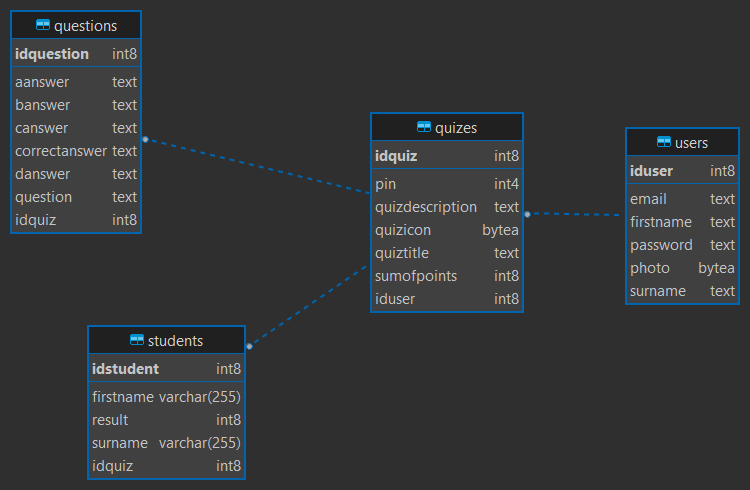 questions
idquestion int8
aanswer text
banswer text
canswer text
correctanswer text
danswer text
question text
idquiz int8
quizes
idquiz int8
pin int4
quizdescription text
quizicon bytea
quiztitle text
sumofpoints int8
iduser int8
users
iduser int8
email text
firstname text
password text
photo bytea
surname text
students
idstudent int8
firstname varchar(255)
result int8
surname varchar(255)
idquiz int8